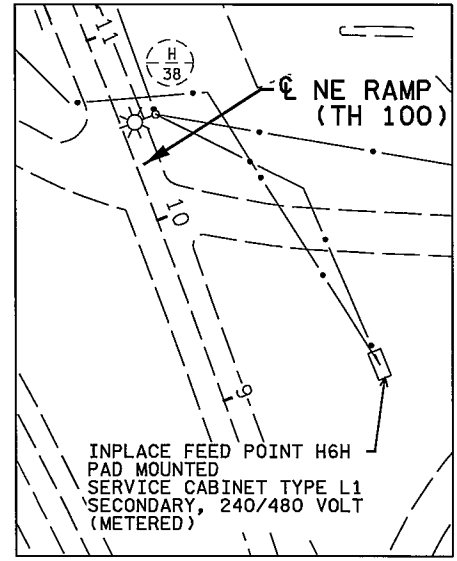 11
H
38
℄ NE RAMP
(TH 100)
10
9
INPLACE FEED POINT H6H
PAD MOUNTED
SERVICE CABINET TYPE L1
SECONDARY, 240/480 VOLT
(METERED)